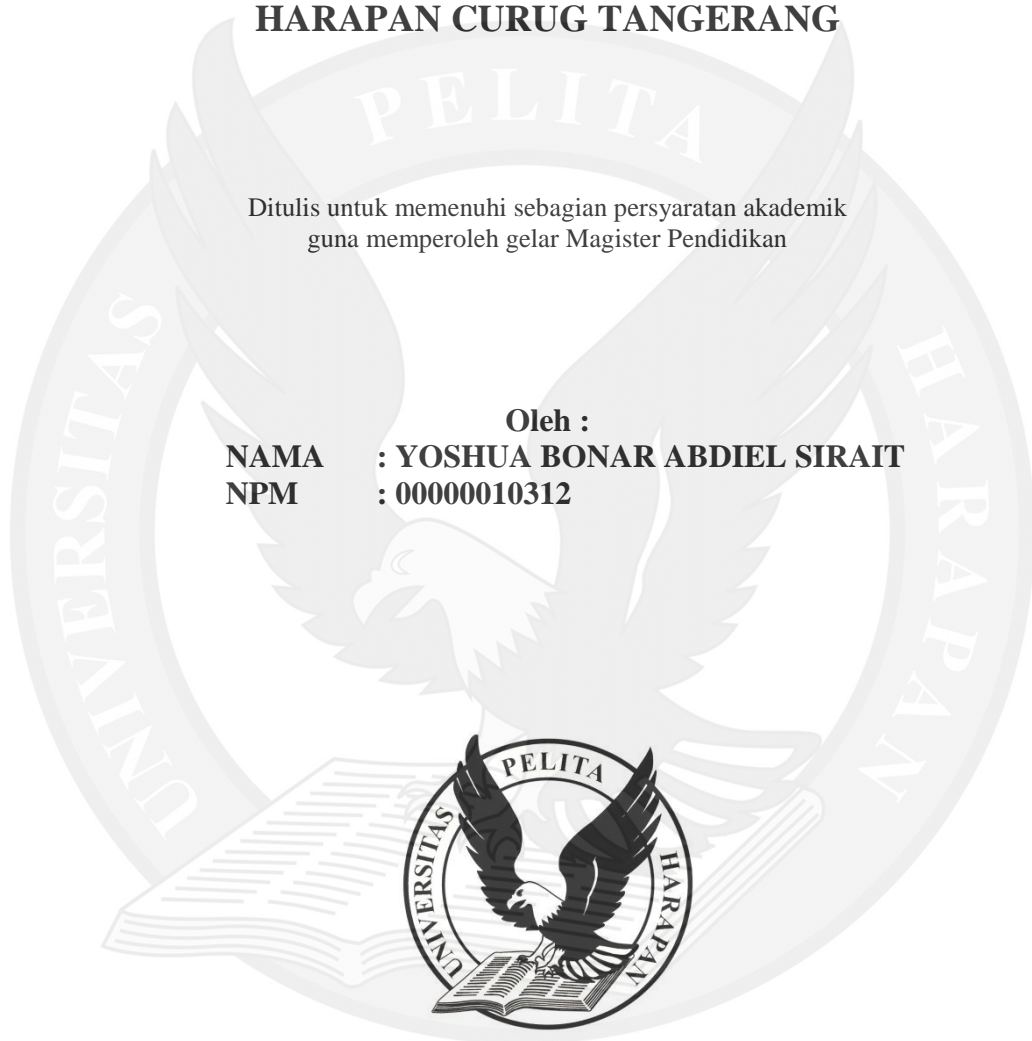 HARAPAN CURUG TANGERANG
Ditulis untuk memenuhi sebagian persyaratan akademik
guna memperoleh gelar Magister Pendidikan
Oleh :
NAMA : YOSHUA BONAR ABDIEL SIRAIT
NPM : 00000010312
UNIVERSITAS PELITA HARAPAN
UNIVERSITAS PELITA HARAPAN